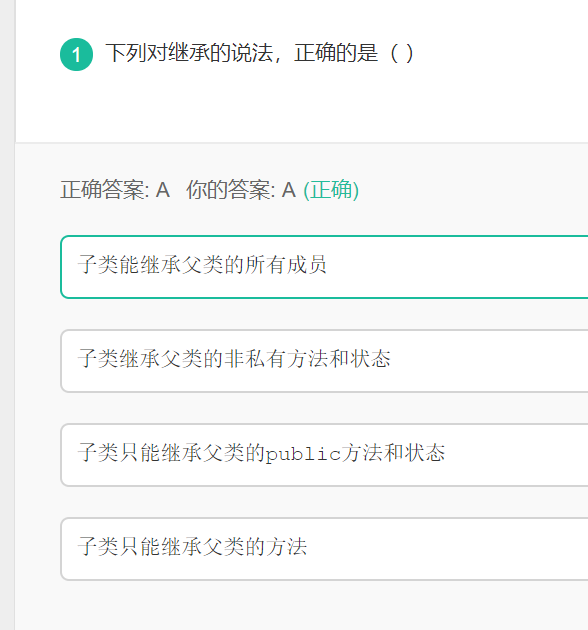 1 下列对继承的说法，正确的是（ ）
正确答案: A 你的答案: A (正确)
子类能继承父类的所有成员
子类继承父类的非私有方法和状态
子类只能继承父类的public方法和状态
子类只能继承父类的方法